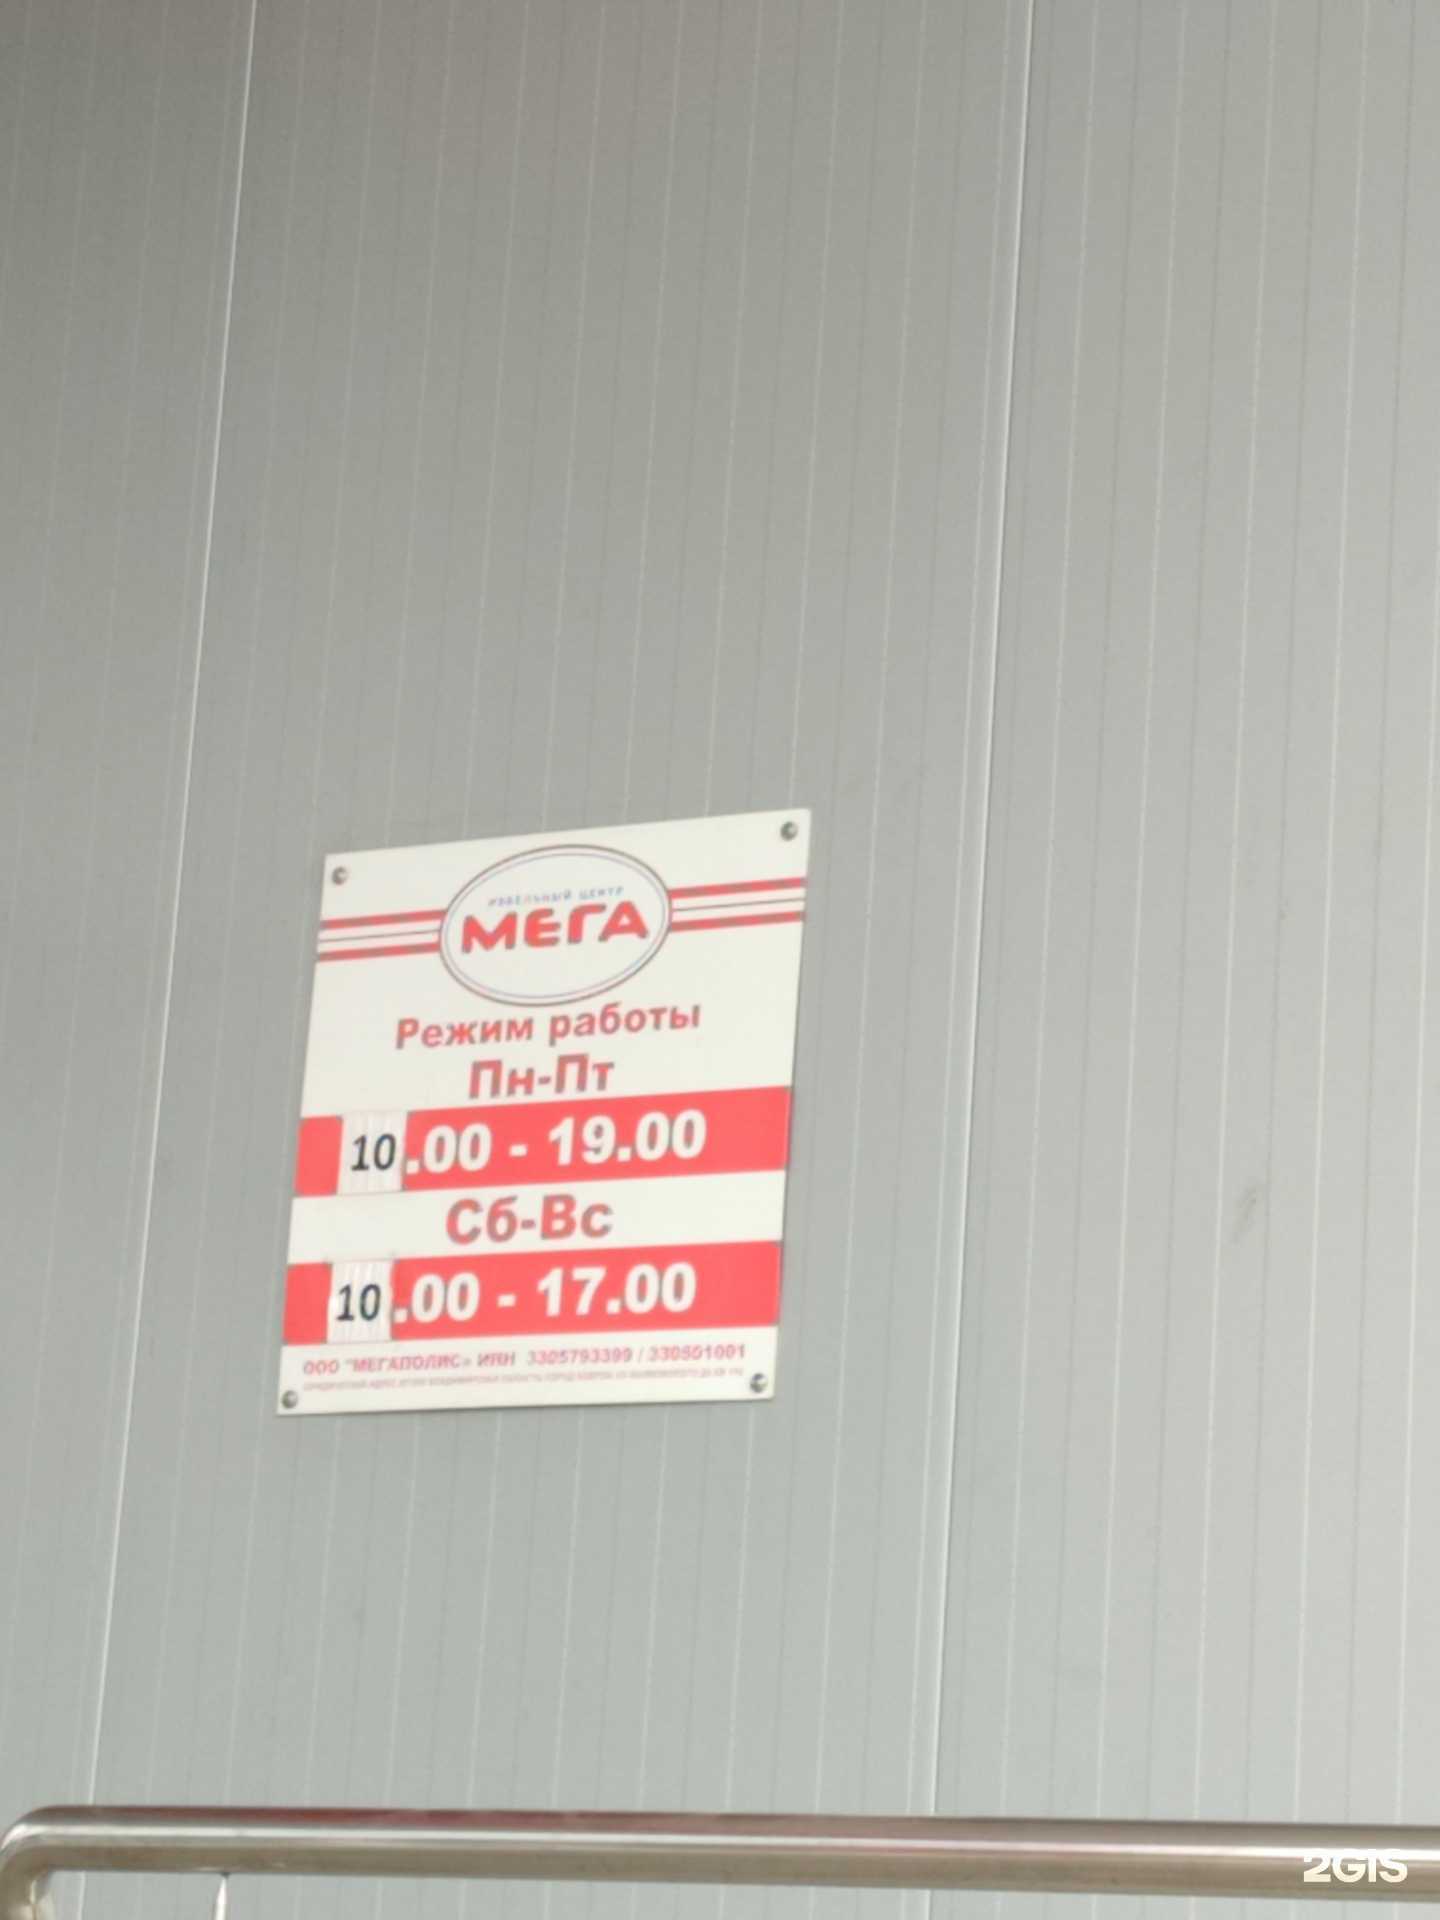 МЕБЕЛЬНЫЙ ЦЕНТР
МЕГА
Режим работы
Пн-Пт
10.00 - 19.00
Сб-Вс
10.00 - 17.00
ООО "МЕГАПОЛИС» ИНН 3305793399 / 330501001
2GIS